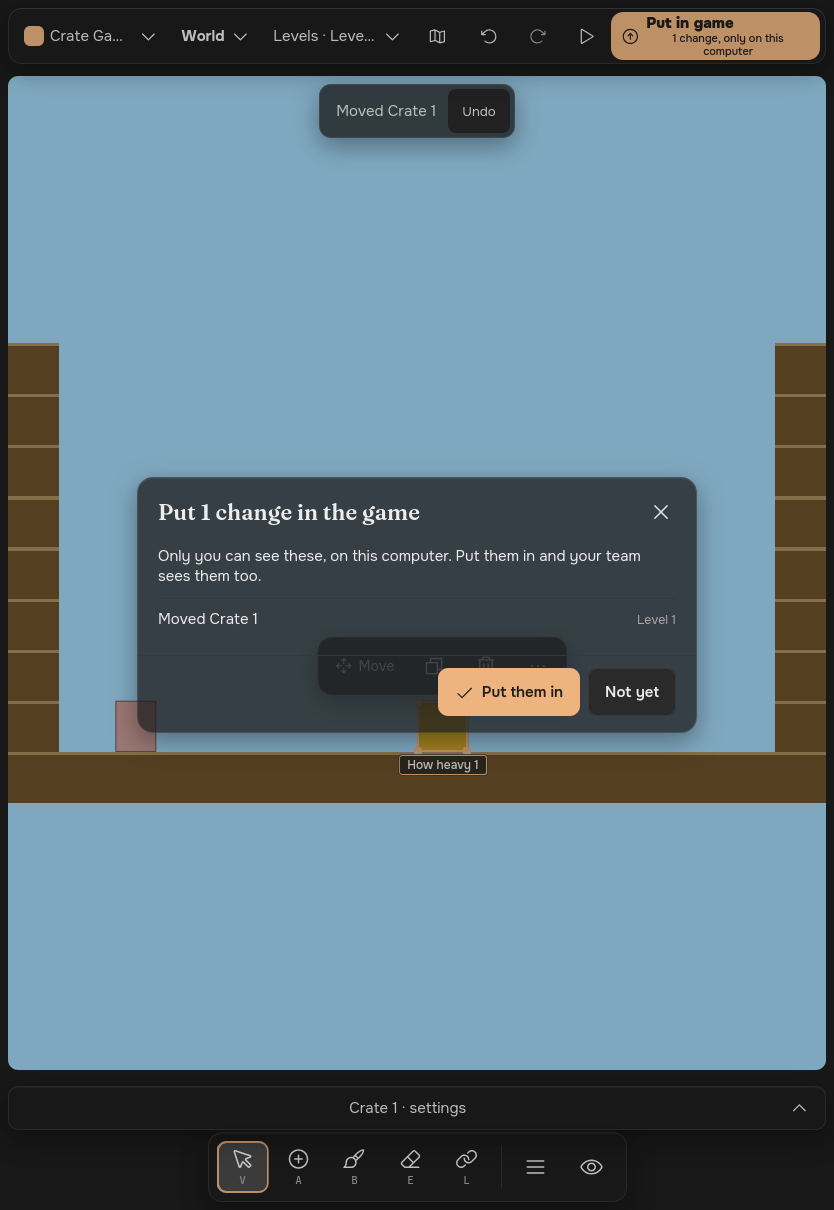 Crate Ga...
World
Levels · Leve...
Put in game
1 change, only on this
computer
Moved Crate 1
Undo
Put 1 change in the game
Only you can see these, on this computer. Put them in and your team
sees them too.
Moved Crate 1
Level 1
Move
Put them in
Not yet
How heavy 1
Crate 1 · settings
V
A
B
E
L